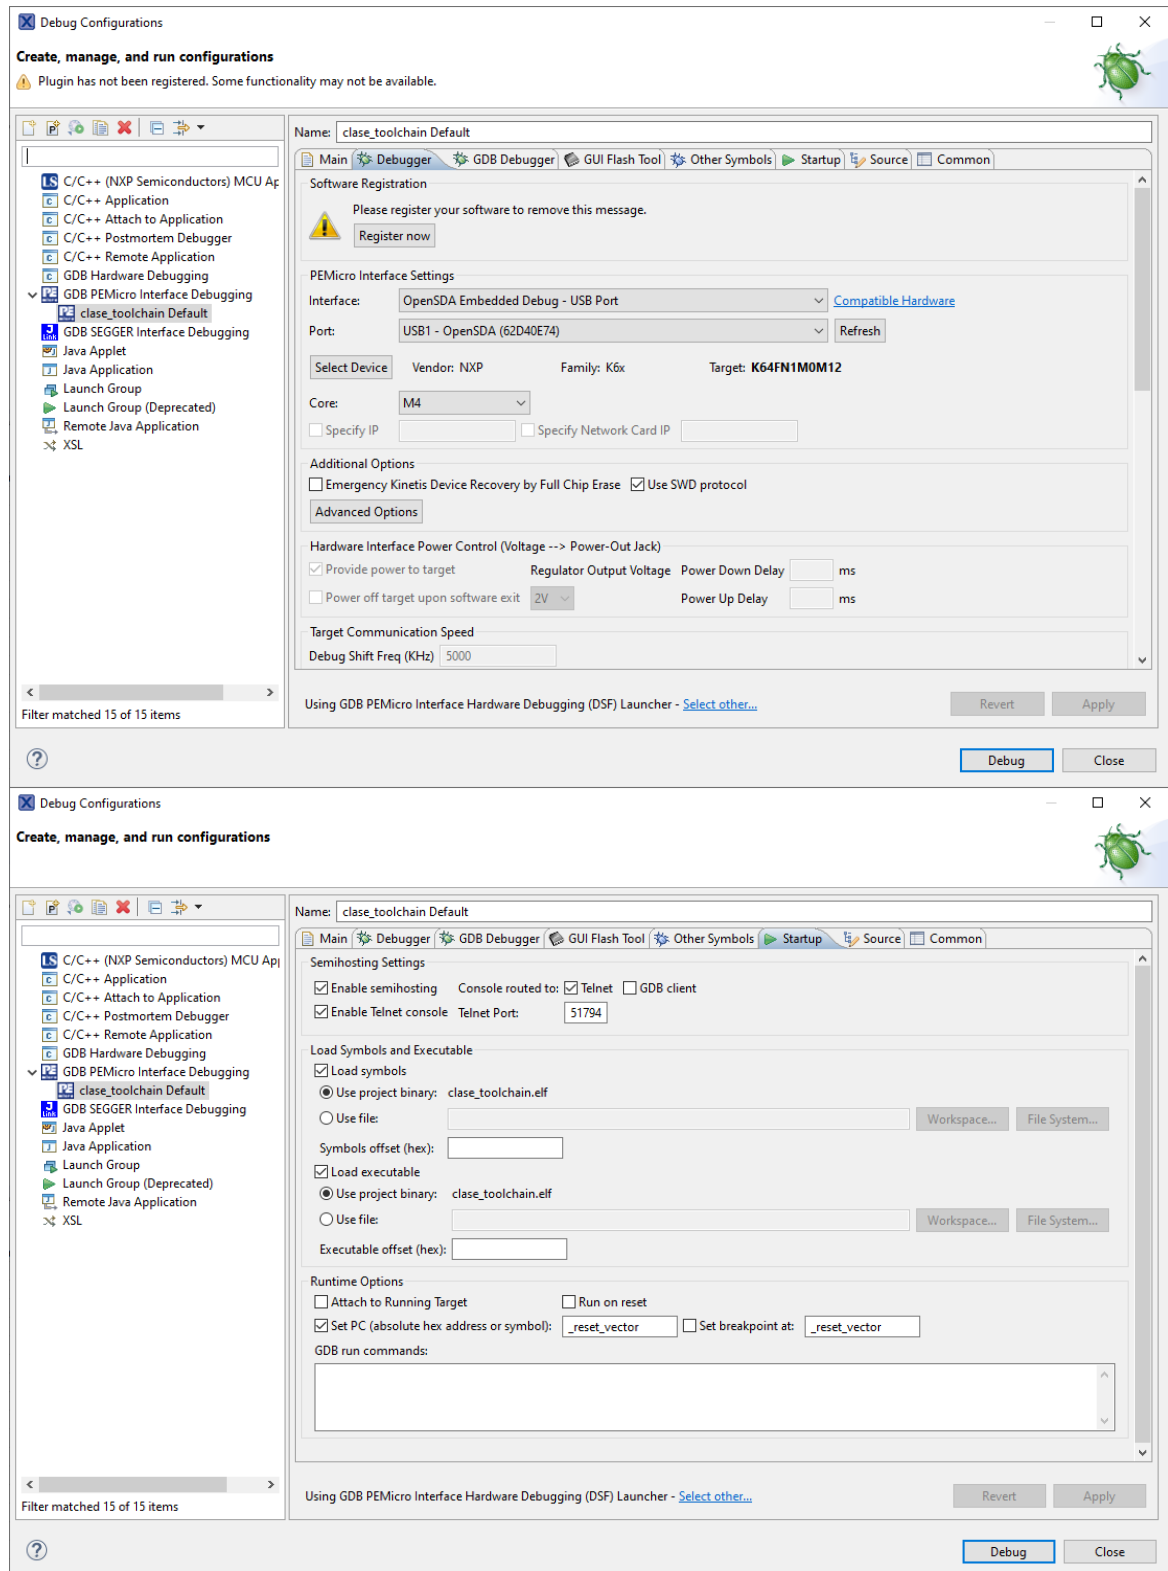 Debug Configurations
Create, manage, and run configurations
Plugin has not been registered. Some functionality may not be available.
Name: clase_toolchain Default
Main Debugger GDB Debugger GUI Flash Tool Other Symbols Startup Source Common
C/C++ (NXP Semiconductors) MCU Ap
C/C++ Application
C/C++ Attach to Application
C/C++ Postmortem Debugger
C/C++ Remote Application
GDB Hardware Debugging
GDB PEMicro Interface Debugging
clase_toolchain Default
GDB SEGGER Interface Debugging
Java Applet
Java Application
Launch Group
Launch Group (Deprecated)
Remote Java Application
XSL
Filter matched 15 of 15 items
Software Registration
Please register your software to remove this message.
Register now
PEMicro Interface Settings
Interface: OpenSDA Embedded Debug - USB Port Compatible Hardware
Port: USB1 - OpenSDA (62D40E74) Refresh
Select Device Vendor: NXP Family: K6x Target: K64FN1M0M12
Core: M4
Specify IP Specify Network Card IP
Additional Options
Emergency Kinetis Device Recovery by Full Chip Erase Use SWD protocol
Advanced Options
Hardware Interface Power Control (Voltage --> Power-Out Jack)
Provide power to target Regulator Output Voltage Power Down Delay ms
Power off target upon software exit 2V Power Up Delay ms
Target Communication Speed
Debug Shift Freq (KHz) 5000
Using GDB PEMicro Interface Hardware Debugging (DSF) Launcher - Select other...
Revert Apply
Debug Close
Debug Configurations
Create, manage, and run configurations
Name: clase_toolchain Default
Main Debugger GDB Debugger GUI Flash Tool Other Symbols Startup Source Common
C/C++ (NXP Semiconductors) MCU Ap
C/C++ Application
C/C++ Attach to Application
C/C++ Postmortem Debugger
C/C++ Remote Application
GDB Hardware Debugging
GDB PEMicro Interface Debugging
clase_toolchain Default
GDB SEGGER Interface Debugging
Java Applet
Java Application
Launch Group
Launch Group (Deprecated)
Remote Java Application
XSL
Filter matched 15 of 15 items
Semihosting Settings
Enable semihosting Console routed to: Telnet GDB client
Enable Telnet console Telnet Port: 51794
Load Symbols and Executable
Load symbols
Use project binary: clase_toolchain.elf
Use file: Workspace... File System...
Symbols offset (hex):
Load executable
Use project binary: clase_toolchain.elf
Use file: Workspace... File System...
Executable offset (hex):
Runtime Options
Attach to Running Target Run on reset
Set PC (absolute hex address or symbol): _reset_vector Set breakpoint at: _reset_vector
GDB run commands:
Using GDB PEMicro Interface Hardware Debugging (DSF) Launcher - Select other...
Revert Apply
Debug Close